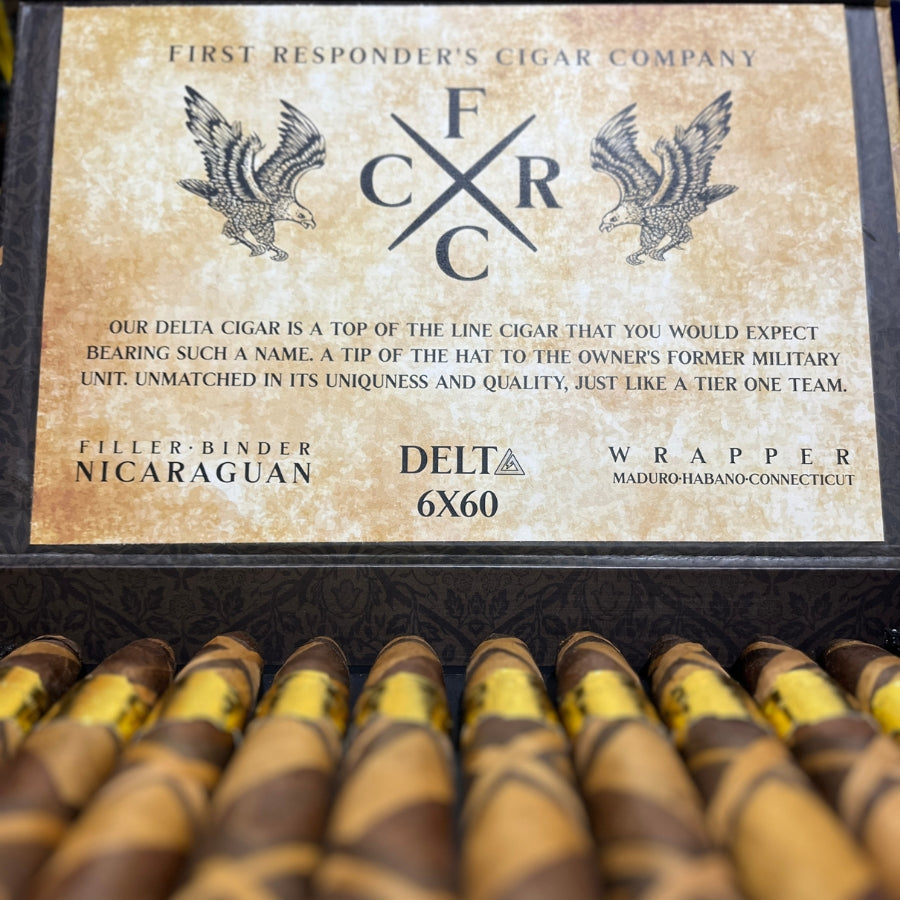 FIRST RESPONDER'S CIGAR COMPANY
F
C R
C
OUR DELTA CIGAR IS A TOP OF THE LINE CIGAR THAT YOU WOULD EXPECT
BEARING SUCH A NAME. A TIP OF THE HAT TO THE OWNER'S FORMER MILITARY
UNIT. UNMATCHED IN ITS UNIQUNESS AND QUALITY, JUST LIKE A TIER ONE TEAM.
FILLER·BINDER
NICARAGUAN
DELTA
6X60
WRAPPER
MADURO·HABANO·CONNECTICUT